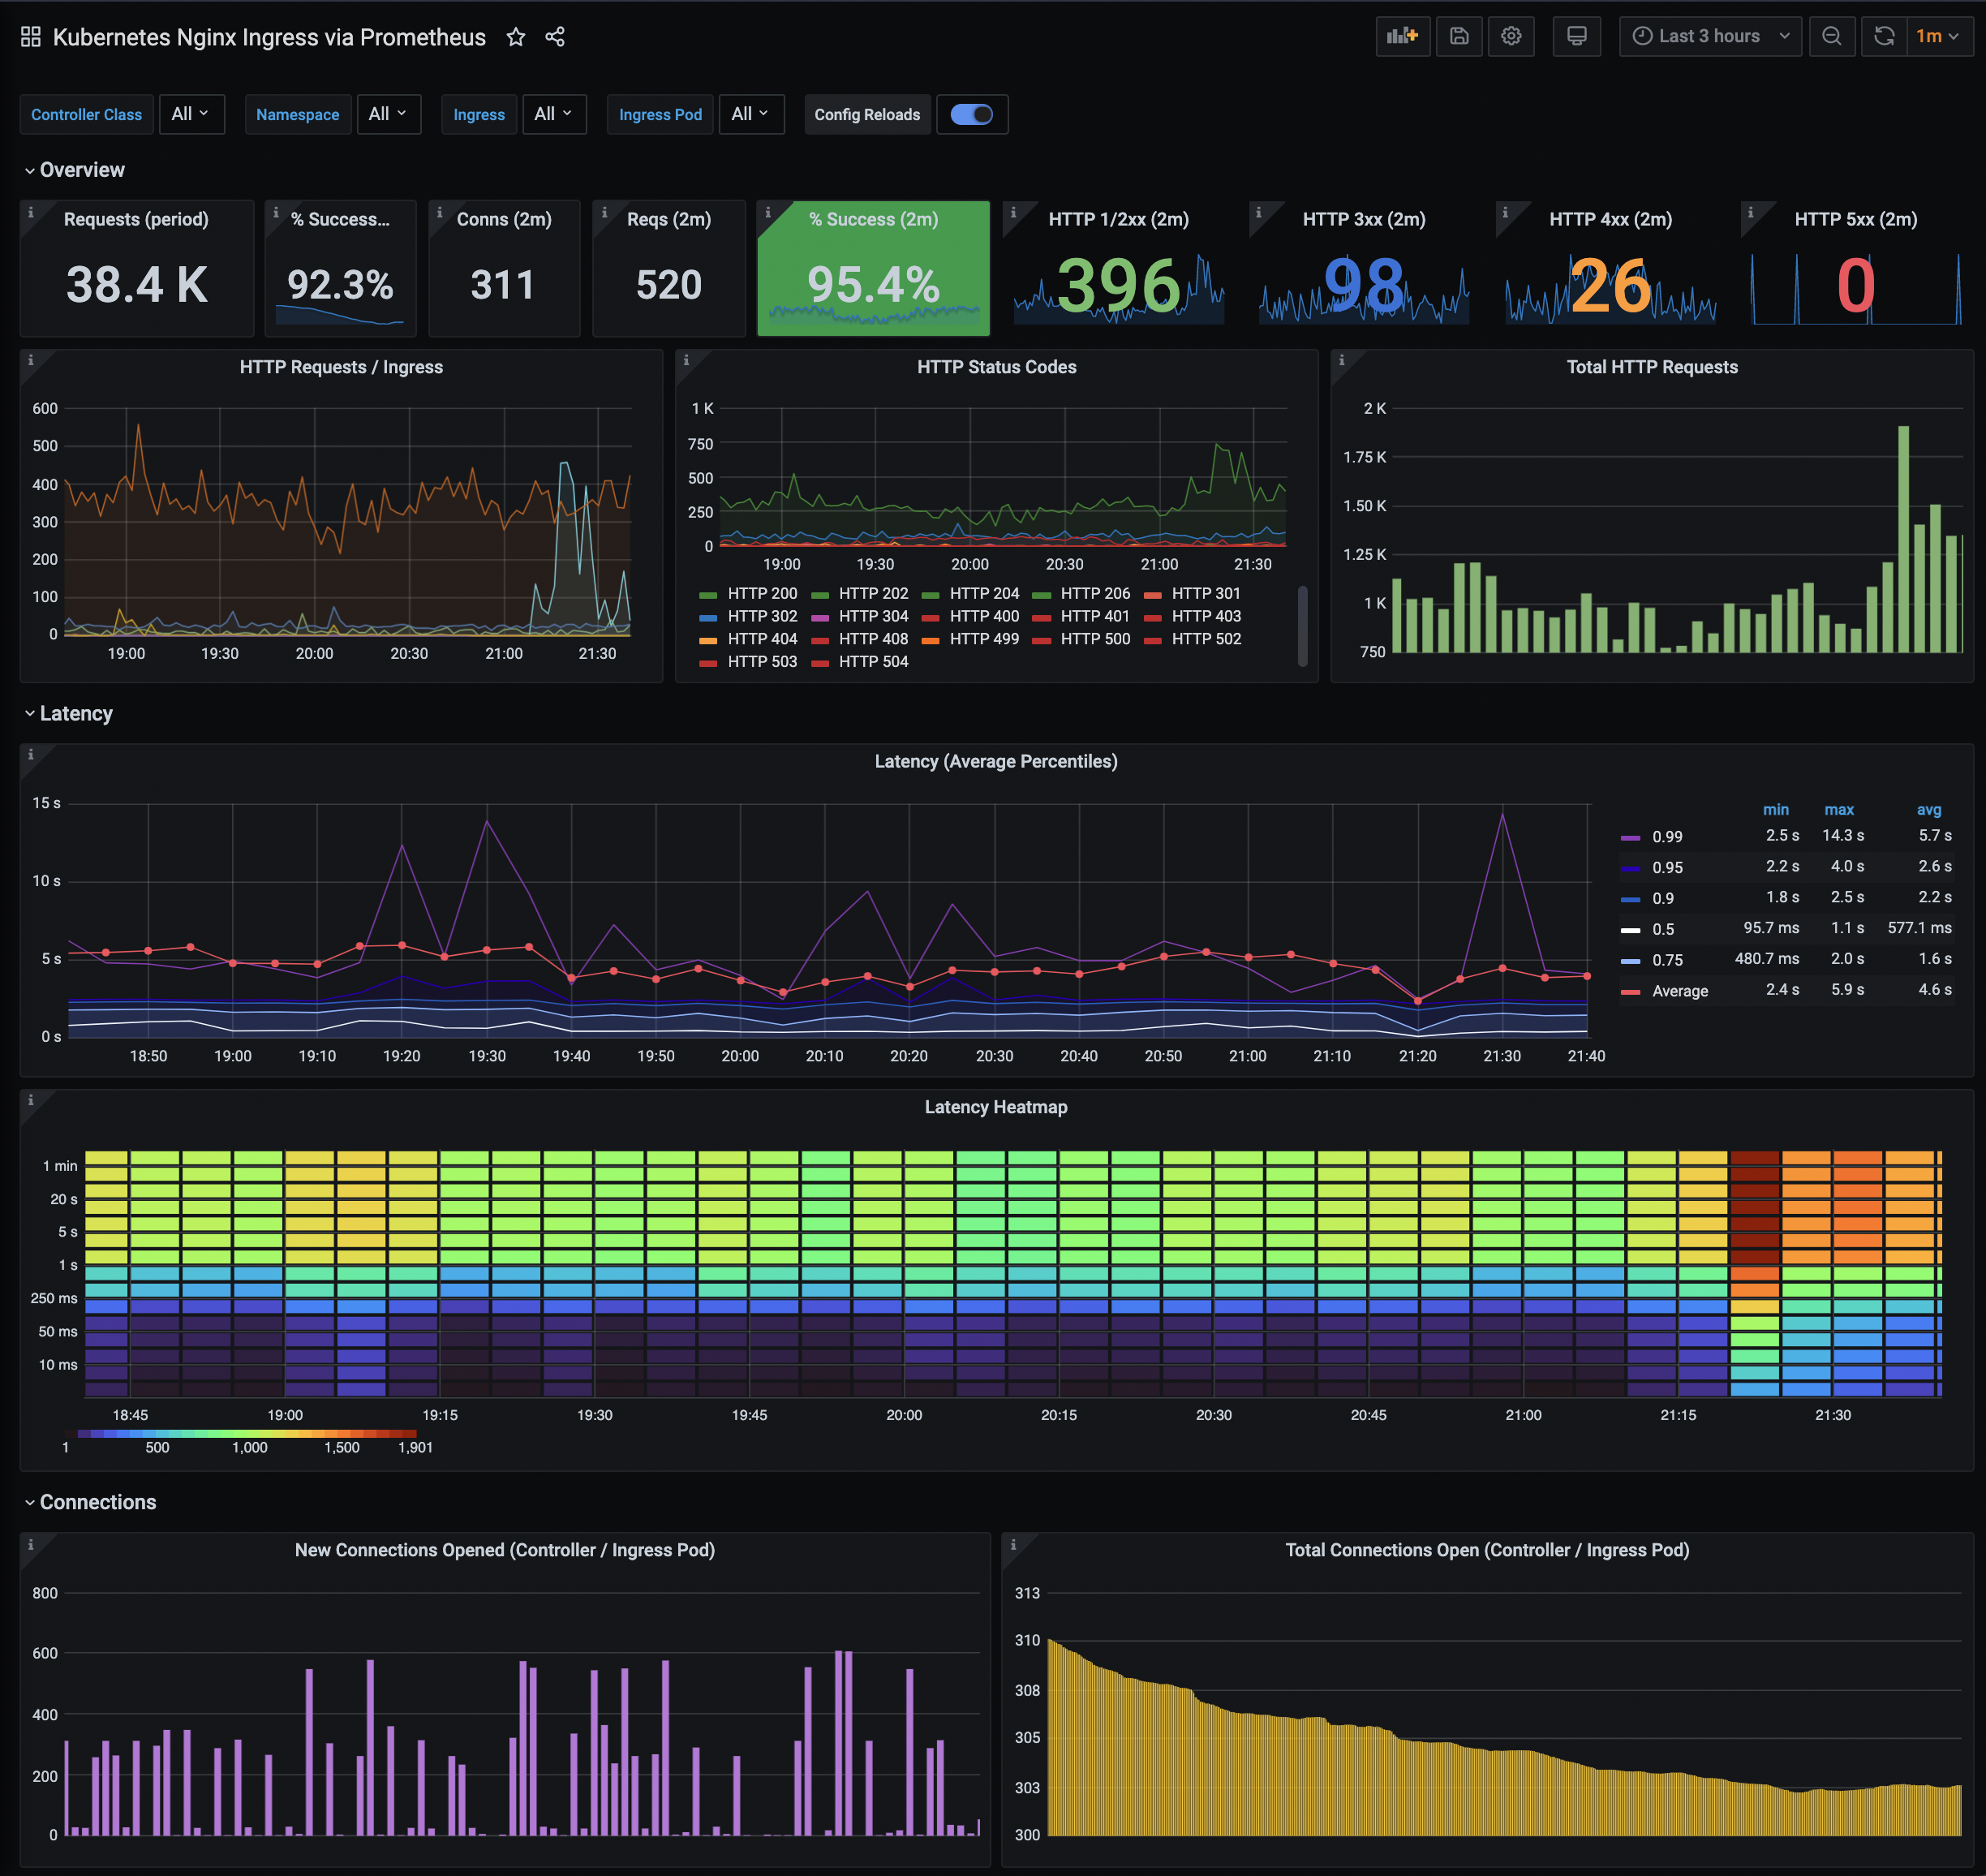 Kubernetes Nginx Ingress via Prometheus
Last 3 hours
1m
Controller Class All Namespace All Ingress All Ingress Pod All Config Reloads
Overview
Requests (period)
38.4 K
% Success...
92.3%
Conns (2m)
311
Reqs (2m)
520
% Success (2m)
95.4%
HTTP 1/2xx (2m)
396
HTTP 3xx (2m)
98
HTTP 4xx (2m)
26
HTTP 5xx (2m)
0
HTTP Requests / Ingress
600
500
400
300
200
100
0
19:00 19:30 20:00 20:30 21:00 21:30
HTTP Status Codes
1 K
750
500
250
0
19:00 19:30 20:00 20:30 21:00 21:30
HTTP 200 HTTP 202 HTTP 204 HTTP 206 HTTP 301
HTTP 302 HTTP 304 HTTP 400 HTTP 401 HTTP 403
HTTP 404 HTTP 408 HTTP 499 HTTP 500 HTTP 502
HTTP 503 HTTP 504
Total HTTP Requests
2 K
1.75 K
1.50 K
1.25 K
1 K
750
Latency
Latency (Average Percentiles)
15 s
10 s
5 s
0 s
18:50 19:00 19:10 19:20 19:30 19:40 19:50 20:00 20:10 20:20 20:30 20:40 20:50 21:00 21:10 21:20 21:30 21:40
min max avg
0.99 2.5 s 14.3 s 5.7 s
0.95 2.2 s 4.0 s 2.6 s
0.9 1.8 s 2.5 s 2.2 s
0.5 95.7 ms 1.1 s 577.1 ms
0.75 480.7 ms 2.0 s 1.6 s
Average 2.4 s 5.9 s 4.6 s
Latency Heatmap
1 min
20 s
5 s
1 s
250 ms
50 ms
10 ms
18:45 19:00 19:15 19:30 19:45 20:00 20:15 20:30 20:45 21:00 21:15 21:30
1 500 1,000 1,500 1,901
Connections
New Connections Opened (Controller / Ingress Pod)
800
600
400
200
0
Total Connections Open (Controller / Ingress Pod)
313
310
308
305
303
300